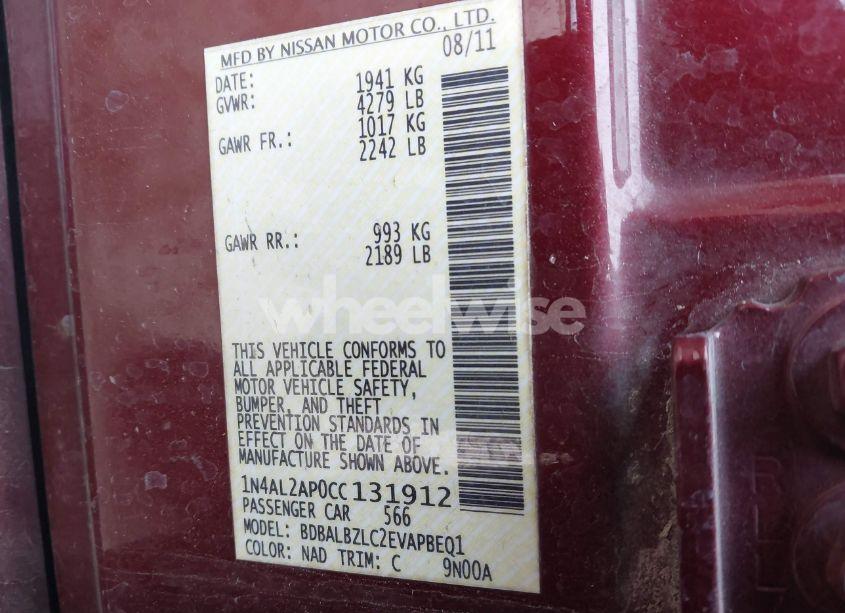 MFD BY NISSAN MOTOR CO., LTD.
08/11
DATE: 1941 KG
GVWR: 4279 LB
GAWR FR.: 1017 KG
2242 LB
GAWR RR.: 993 KG
2189 LB
wheelwise
THIS VEHICLE CONFORMS TO
ALL APPLICABLE FEDERAL
MOTOR VEHICLE SAFETY,
BUMPER, AND THEFT
PREVENTION STANDARDS IN
EFFECT ON THE DATE OF
MANUFACTURE SHOWN ABOVE.
1N4AL2AP0CC131912
PASSENGER CAR 566
MODEL: BDBALBZLC2EVAPBEQ1
COLOR: NAD TRIM: C 9N00A